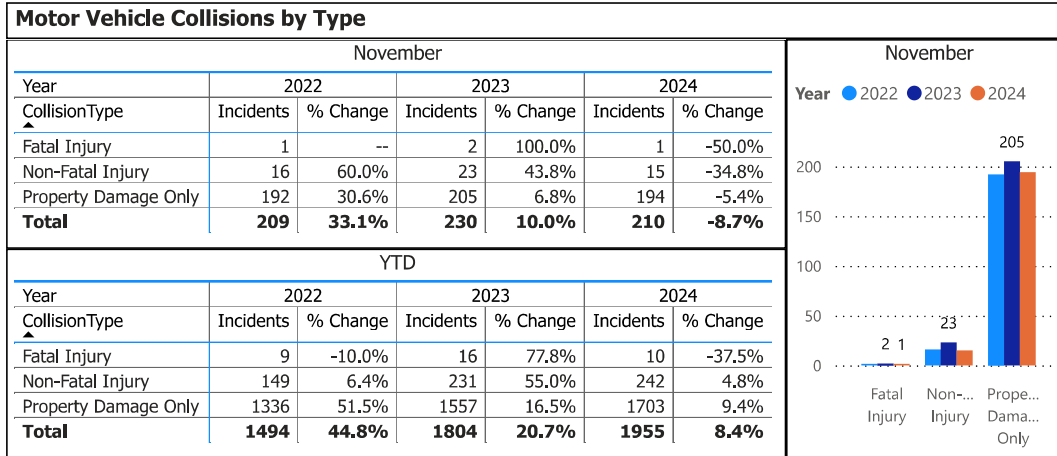 Motor Vehicle Collisions by Type
November
Year 2022 2023 2024
CollisionType Incidents % Change Incidents % Change Incidents % Change
Fatal Injury 1 -- 2 100.0% 1 -50.0%
Non-Fatal Injury 16 60.0% 23 43.8% 15 -34.8%
Property Damage Only 192 30.6% 205 6.8% 194 -5.4%
Total 209 33.1% 230 10.0% 210 -8.7%
YTD
Year 2022 2023 2024
CollisionType Incidents % Change Incidents % Change Incidents % Change
Fatal Injury 9 -10.0% 16 77.8% 10 -37.5%
Non-Fatal Injury 149 6.4% 231 55.0% 242 4.8%
Property Damage Only 1336 51.5% 1557 16.5% 1703 9.4%
Total 1494 44.8% 1804 20.7% 1955 8.4%
November
Year 2022 2023 2024
205
200
150
100
50
23
2 1
0
Fatal Non-... Prope...
Injury Injury Dama...
Only